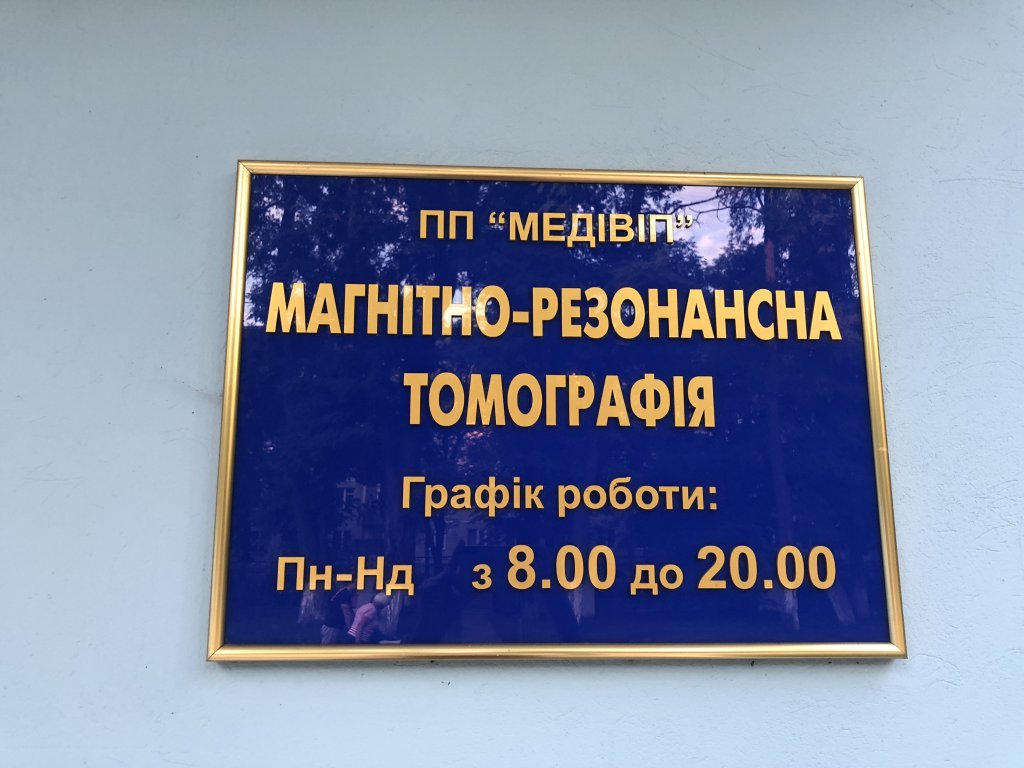 ПП “МЕДІВІП”
МАГНІТНО-РЕЗОНАНСНА
ТОМОГРАФІЯ
Графік роботи:
Пн-Нд з 8.00 до 20.00